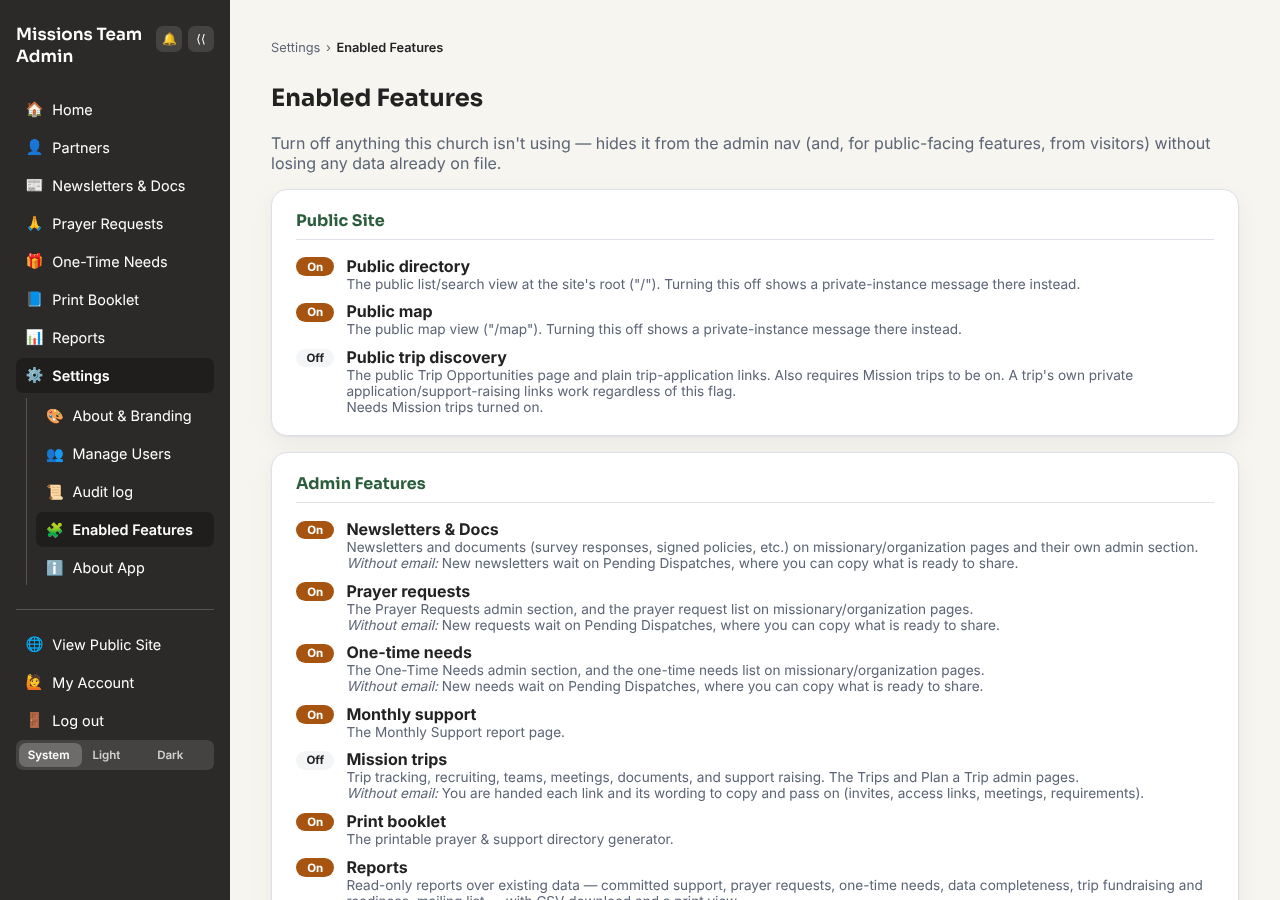 Missions Team
Admin
Home
Partners
Newsletters & Docs
Prayer Requests
One-Time Needs
Print Booklet
Reports
Settings
About & Branding
Manage Users
Audit log
Enabled Features
About App
View Public Site
My Account
Log out
System Light Dark
Settings › Enabled Features
Enabled Features
Turn off anything this church isn't using — hides it from the admin nav (and, for public-facing features, from visitors) without
losing any data already on file.
Public Site
On Public directory
The public list/search view at the site's root ("/"). Turning this off shows a private-instance message there instead.
On Public map
The public map view ("/map"). Turning this off shows a private-instance message there instead.
Off Public trip discovery
The public Trip Opportunities page and plain trip-application links. Also requires Mission trips to be on. A trip's own private
application/support-raising links work regardless of this flag.
Needs Mission trips turned on.
Admin Features
On Newsletters & Docs
Newsletters and documents (survey responses, signed policies, etc.) on missionary/organization pages and their own admin section.
Without email: New newsletters wait on Pending Dispatches, where you can copy what is ready to share.
On Prayer requests
The Prayer Requests admin section, and the prayer request list on missionary/organization pages.
Without email: New requests wait on Pending Dispatches, where you can copy what is ready to share.
On One-time needs
The One-Time Needs admin section, and the one-time needs list on missionary/organization pages.
Without email: New needs wait on Pending Dispatches, where you can copy what is ready to share.
On Monthly support
The Monthly Support report page.
Off Mission trips
Trip tracking, recruiting, teams, meetings, documents, and support raising. The Trips and Plan a Trip admin pages.
Without email: You are handed each link and its wording to copy and pass on (invites, access links, meetings, requirements).
On Print booklet
The printable prayer & support directory generator.
On Reports
Read-only reports over existing data — committed support, prayer requests, one-time needs, data completeness, trip fundraising and
readiness, mailing list — with CSV download and a print view.